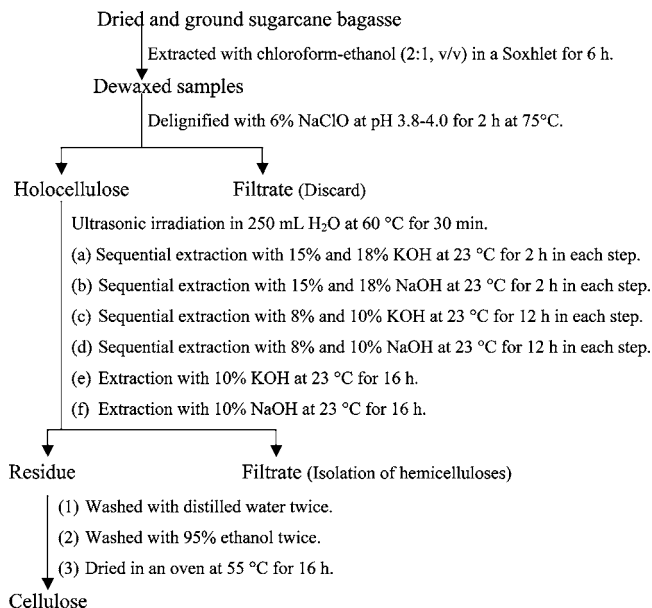 Dried and ground sugarcane bagasse
Extracted with chloroform-ethanol (2:1, v/v) in a Soxhlet for 6 h.
Dewaxed samples
Delignified with 6% NaClO at pH 3.8-4.0 for 2 h at 75°C.
Holocellulose Filtrate (Discard)
Ultrasonic irradiation in 250 mL H₂O at 60 °C for 30 min.
(a) Sequential extraction with 15% and 18% KOH at 23 °C for 2 h in each step.
(b) Sequential extraction with 15% and 18% NaOH at 23 °C for 2 h in each step.
(c) Sequential extraction with 8% and 10% KOH at 23 °C for 12 h in each step.
(d) Sequential extraction with 8% and 10% NaOH at 23 °C for 12 h in each step.
(e) Extraction with 10% KOH at 23 °C for 16 h.
(f) Extraction with 10% NaOH at 23 °C for 16 h.
Residue Filtrate (Isolation of hemicelluloses)
(1) Washed with distilled water twice.
(2) Washed with 95% ethanol twice.
(3) Dried in an oven at 55 °C for 16 h.
Cellulose